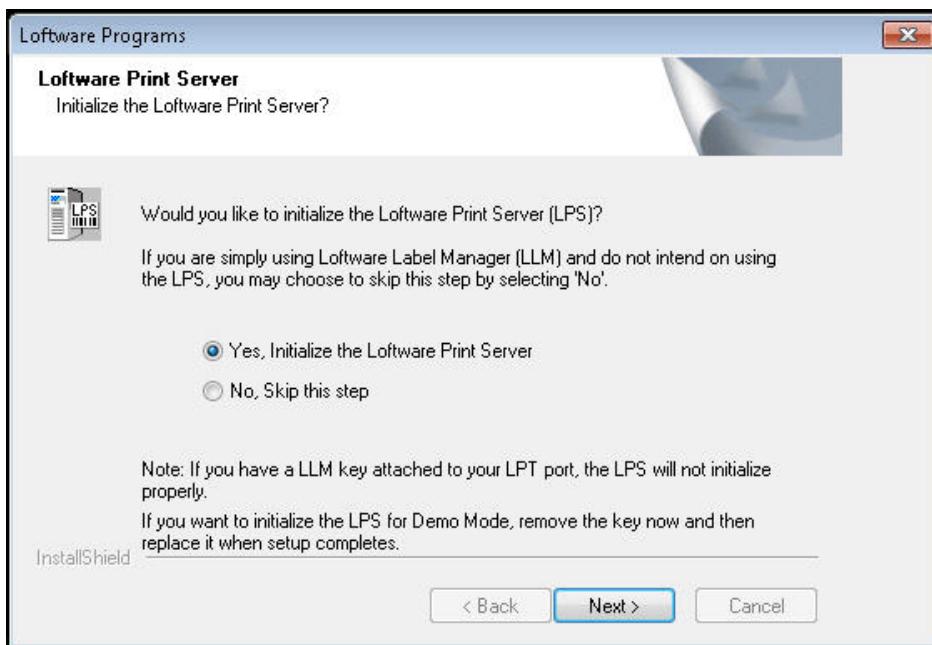 Loftware Programs
Loftware Print Server
Initialize the Loftware Print Server?
LPS
Would you like to initialize the Loftware Print Server (LPS)?
If you are simply using Loftware Label Manager (LLM) and do not intend on using
the LPS, you may choose to skip this step by selecting 'No'.
Yes, Initialize the Loftware Print Server
No, Skip this step
Note: If you have a LLM key attached to your LPT port, the LPS will not initialize
properly.
If you want to initialize the LPS for Demo Mode, remove the key now and then
replace it when setup completes.
InstallShield
< Back Next > Cancel